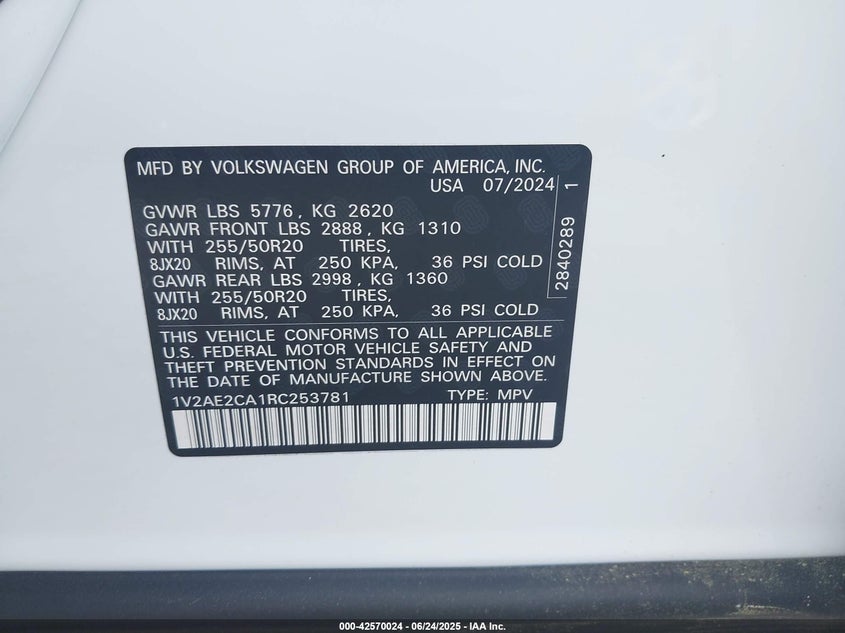 MFD BY VOLKSWAGEN GROUP OF AMERICA, INC.
USA 07/2024
GVWR LBS 5776, KG 2620
GAWR FRONT LBS 2888, KG 1310
WITH 255/50R20 TIRES,
8JX20 RIMS, AT 250 KPA, 36 PSI COLD
GAWR REAR LBS 2998, KG 1360
WITH 255/50R20 TIRES,
8JX20 RIMS, AT 250 KPA, 36 PSI COLD
2840289 1
THIS VEHICLE CONFORMS TO ALL APPLICABLE
U.S. FEDERAL MOTOR VEHICLE SAFETY AND
THEFT PREVENTION STANDARDS IN EFFECT ON
THE DATE OF MANUFACTURE SHOWN ABOVE.
1V2AE2CA1RC253781 TYPE: MPV
000-42570024 - 06/24/2025 - IAA Inc.